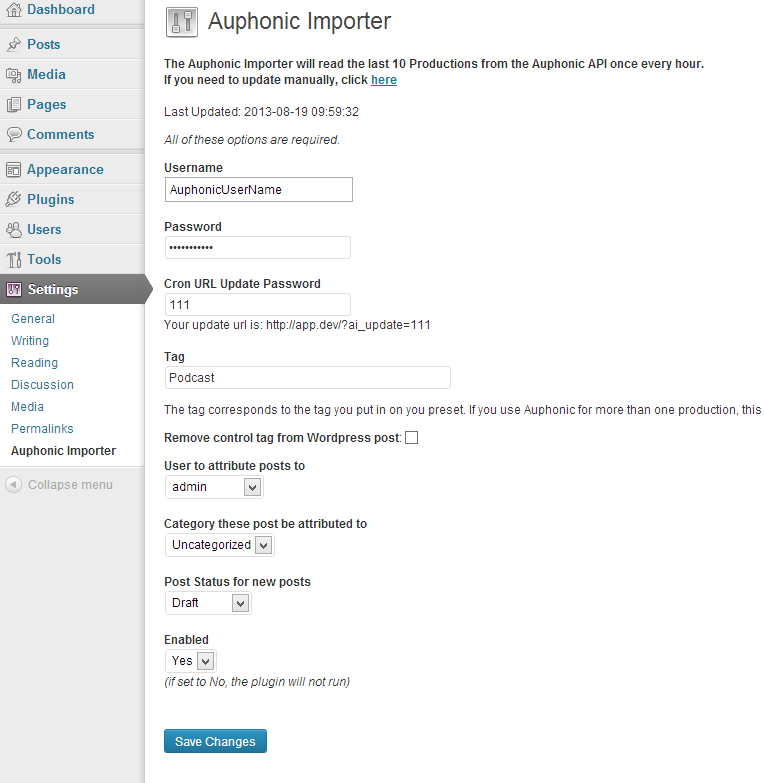 Dashboard
Posts
Media
Pages
Comments
Appearance
Plugins
Users
Tools
Settings
General
Writing
Reading
Discussion
Media
Permalinks
Auphonic Importer
Collapse menu
Auphonic Importer
The Auphonic Importer will read the last 10 Productions from the Auphonic API once every hour.
If you need to update manually, click here
Last Updated: 2013-08-19 09:59:32
All of these options are required.
Username
AuphonicUserName
Password
•••••••••••
Cron URL Update Password
111
Your update url is: http://app.dev/?ai_update=111
Tag
Podcast
The tag corresponds to the tag you put in on you preset. If you use Auphonic for more than one production, this
Remove control tag from Wordpress post:
User to attribute posts to
admin
Category these post be attributed to
Uncategorized
Post Status for new posts
Draft
Enabled
Yes
(if set to No, the plugin will not run)
Save Changes